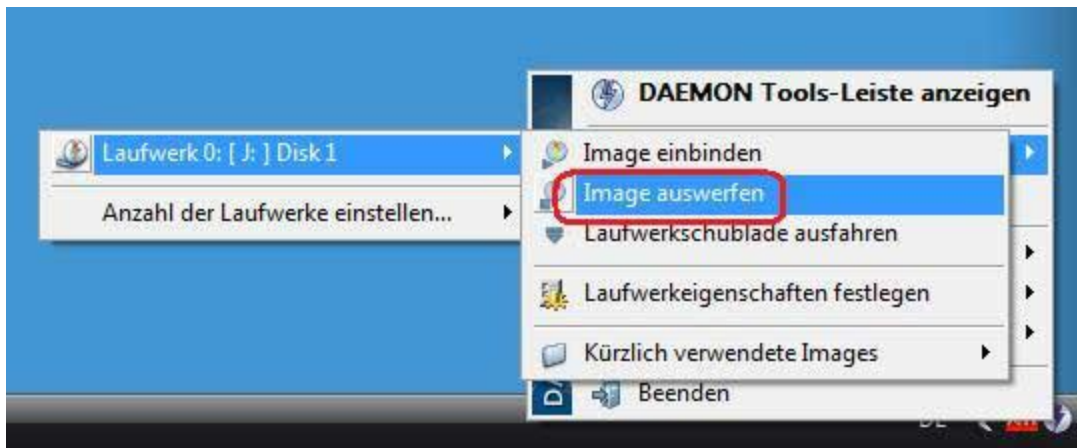 DAEMON Tools-Leiste anzeigen
Laufwerk 0: [ J: ] Disk 1
Anzahl der Laufwerke einstellen...
Image einbinden
Image auswerfen
Laufwerkschublade ausfahren
Laufwerkeigenschaften festlegen
Kürzlich verwendete Images
Beenden
DA